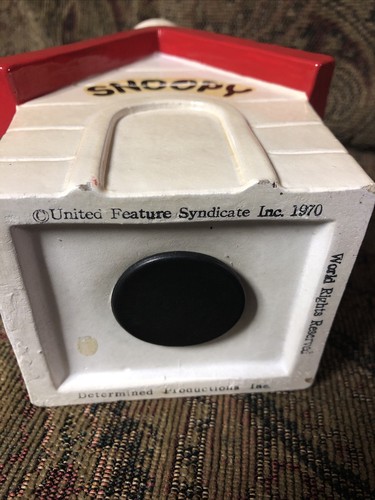 SNOOPY
©United Feature Syndicate Inc. 1970
World Rights Reserved
Determined Productions Inc.